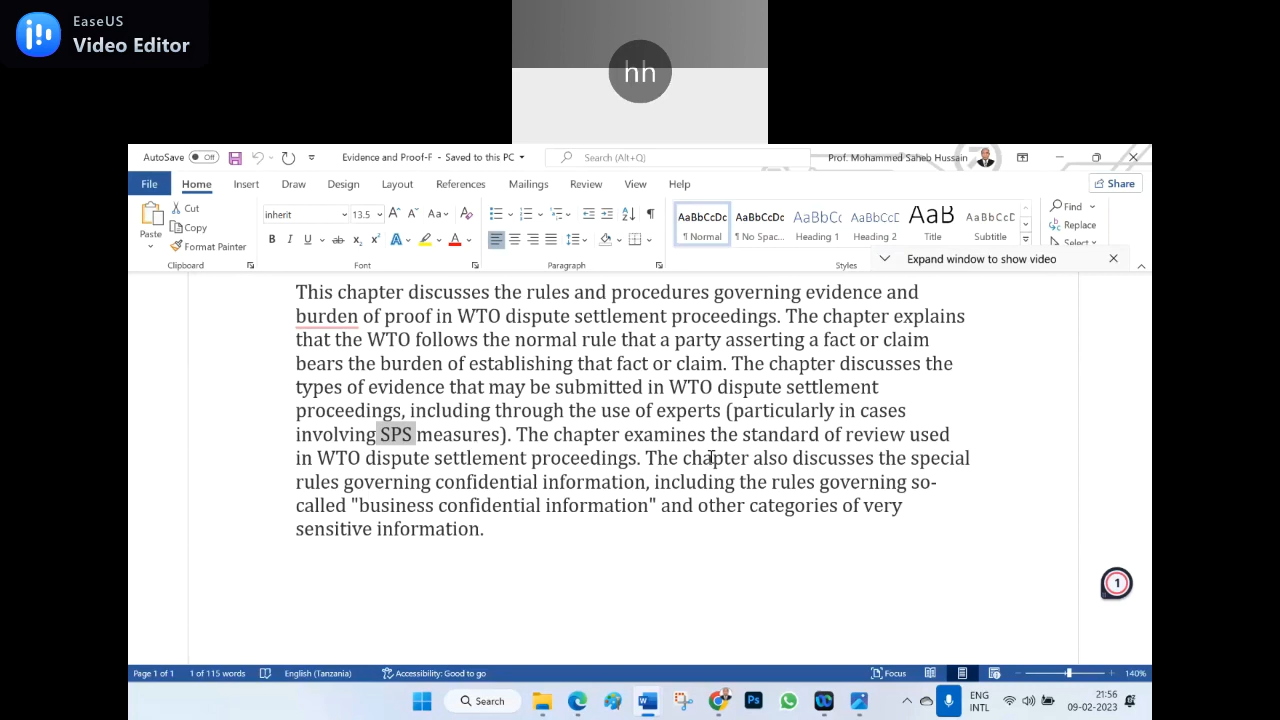 EaseUS
Video Editor
hh
AutoSave Off
Evidence and Proof-F - Saved to this PC
Search (Alt+Q)
Prof. Mohammed Saheb Hussain
File Home Insert Draw Design Layout References Mailings Review View Help
Share
Paste
Cut
Copy
Format Painter
inherit 13.5
AaBbCcDc AaBbCcDc AaBbCc AaBbCcD AaB AaBbCcD
¶ Normal ¶ No Spac... Heading 1 Heading 2 Title Subtitle
Find
Replace
Select
Clipboard Font Paragraph Styles
Expand window to show video
This chapter discusses the rules and procedures governing evidence and
burden of proof in WTO dispute settlement proceedings. The chapter explains
that the WTO follows the normal rule that a party asserting a fact or claim
bears the burden of establishing that fact or claim. The chapter discusses the
types of evidence that may be submitted in WTO dispute settlement
proceedings, including through the use of experts (particularly in cases
involving SPS measures). The chapter examines the standard of review used
in WTO dispute settlement proceedings. The chapter also discusses the special
rules governing confidential information, including the rules governing so-
called "business confidential information" and other categories of very
sensitive information.
1
Page 1 of 1 1 of 115 words English (Tanzania) Accessibility: Good to go Focus 140%
Search
Ps
ENG
INTL
21:56
09-02-2023